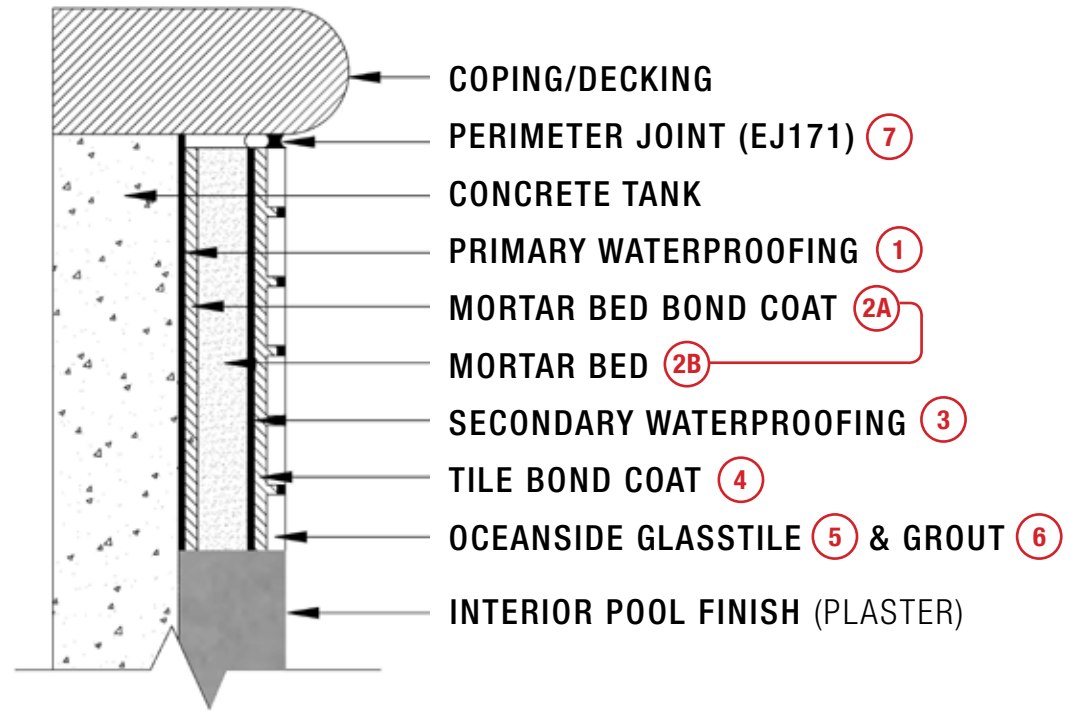 COPING/DECKING
PERIMETER JOINT (EJ171) 7
CONCRETE TANK
PRIMARY WATERPROOFING 1
MORTAR BED BOND COAT 2A
MORTAR BED 2B
SECONDARY WATERPROOFING 3
TILE BOND COAT 4
OCEANSIDE GLASSTILE 5 & GROUT 6
INTERIOR POOL FINISH (PLASTER)